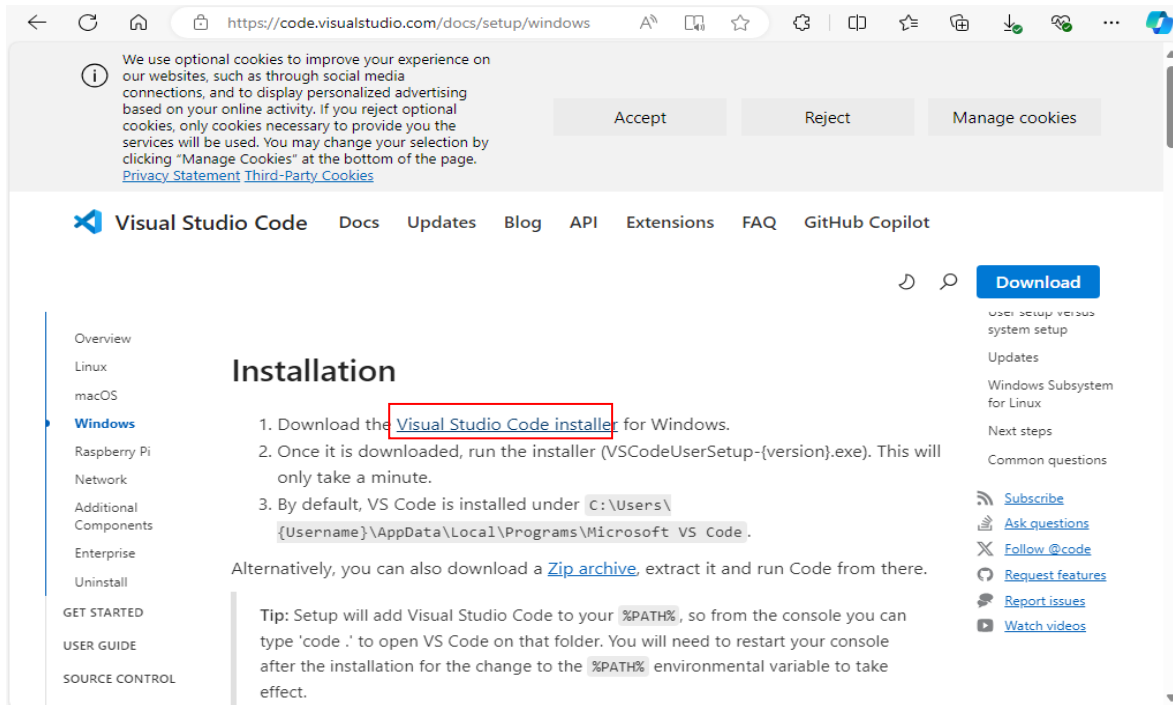 https://code.visualstudio.com/docs/setup/windows
We use optional cookies to improve your experience on
our websites, such as through social media
connections, and to display personalized advertising
based on your online activity. If you reject optional
cookies, only cookies necessary to provide you the
services will be used. You may change your selection by
clicking “Manage Cookies” at the bottom of the page.
Privacy Statement Third-Party Cookies
Accept
Reject
Manage cookies
Visual Studio Code
Docs
Updates
Blog
API
Extensions
FAQ
GitHub Copilot
Download
Overview
Linux
macOS
Windows
Raspberry Pi
Network
Additional
Components
Enterprise
Uninstall
GET STARTED
USER GUIDE
SOURCE CONTROL
Installation
1. Download the Visual Studio Code installer for Windows.
2. Once it is downloaded, run the installer (VSCodeUserSetup-{version}.exe). This will
only take a minute.
3. By default, VS Code is installed under C:\Users\
{Username}\AppData\Local\Programs\Microsoft VS Code.
Alternatively, you can also download a Zip archive, extract it and run Code from there.
Tip: Setup will add Visual Studio Code to your %PATH%, so from the console you can
type 'code .' to open VS Code on that folder. You will need to restart your console
after the installation for the change to the %PATH% environmental variable to take
effect.
User setup versus
system setup
Updates
Windows Subsystem
for Linux
Next steps
Common questions
Subscribe
Ask questions
Follow @code
Request features
Report issues
Watch videos